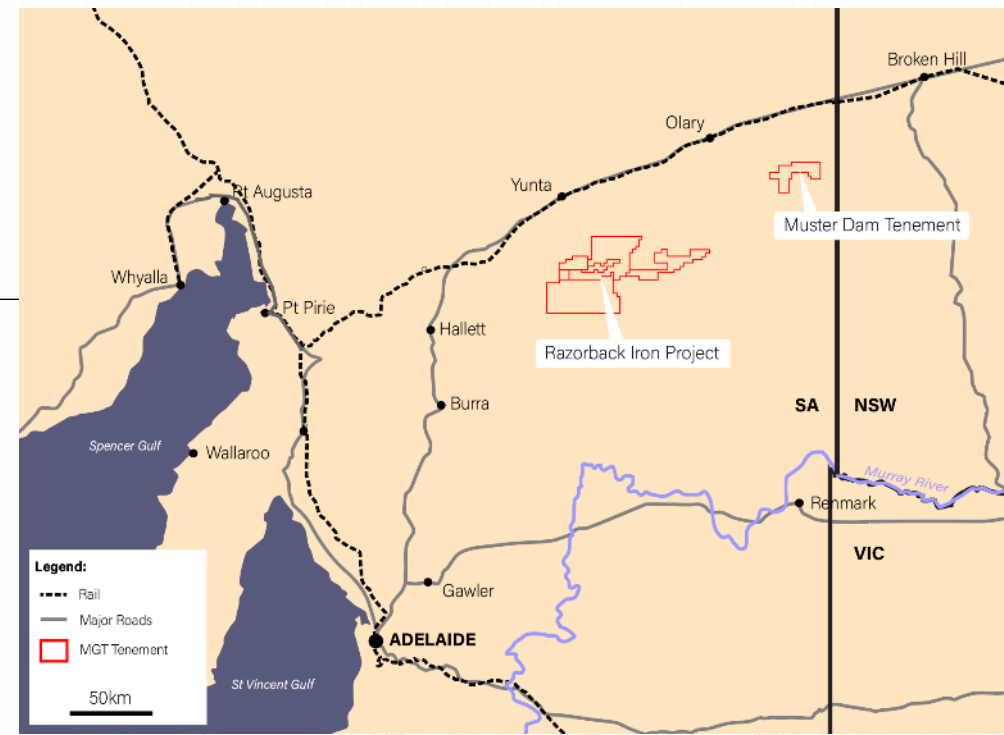 Broken Hill
Olary
Yunta
Pt Augusta
Muster Dam Tenement
Whyalla
Pt Pirie
Hallett
Razorback Iron Project
Burra
SA
NSW
Spencer Gulf
Wallaroo
Murray River
Renmark
VIC
Legend:
Rail
Major Roads
MGT Tenement
50km
Gawler
ADELAIDE
St Vincent Gulf